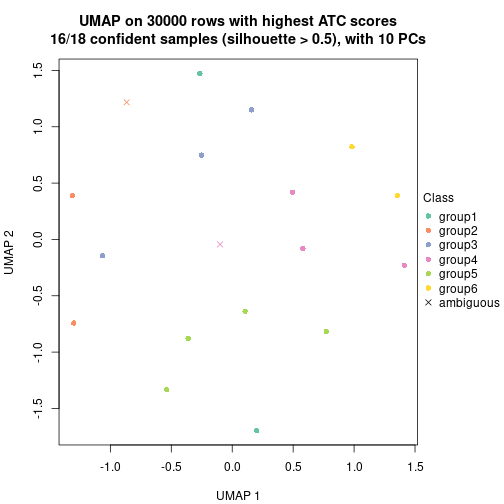 UMAP on 30000 rows with highest ATC scores
16/18 confident samples (silhouette > 0.5), with 10 PCs
1.5
1.0
0.5
0.0
-0.5
-1.0
-1.5
UMAP 2
-1.0
-0.5
0.0
0.5
1.0
1.5
UMAP 1
Class
group1
group2
group3
group4
group5
group6
ambiguous